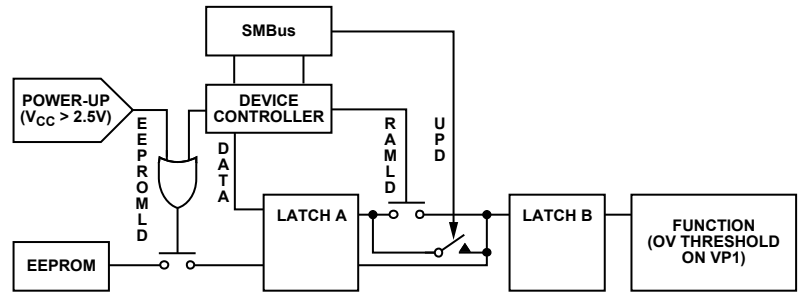 SMBus
POWER-UP
(VCC > 2.5V)
DEVICE
CONTROLLER
EEPROMLD
DATA
RAMLD
UPD
LATCH A
LATCH B
FUNCTION
(OV THRESHOLD
ON VP1)
EEPROM